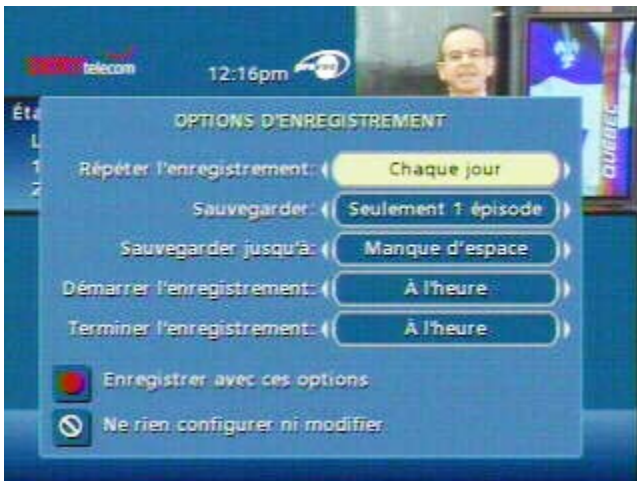 telecom
12:16pm
Éta
OPTIONS D'ENREGISTREMENT
Répéter l'enregistrement: Chaque jour
Sauvegarder: Seulement 1 épisode
Sauvegarder jusqu'à: Manque d'espace
Démarrer l'enregistrement: À l'heure
Terminer l'enregistrement: À l'heure
Enregistrer avec ces options
Ne rien configurer ni modifier
QUÉBEC